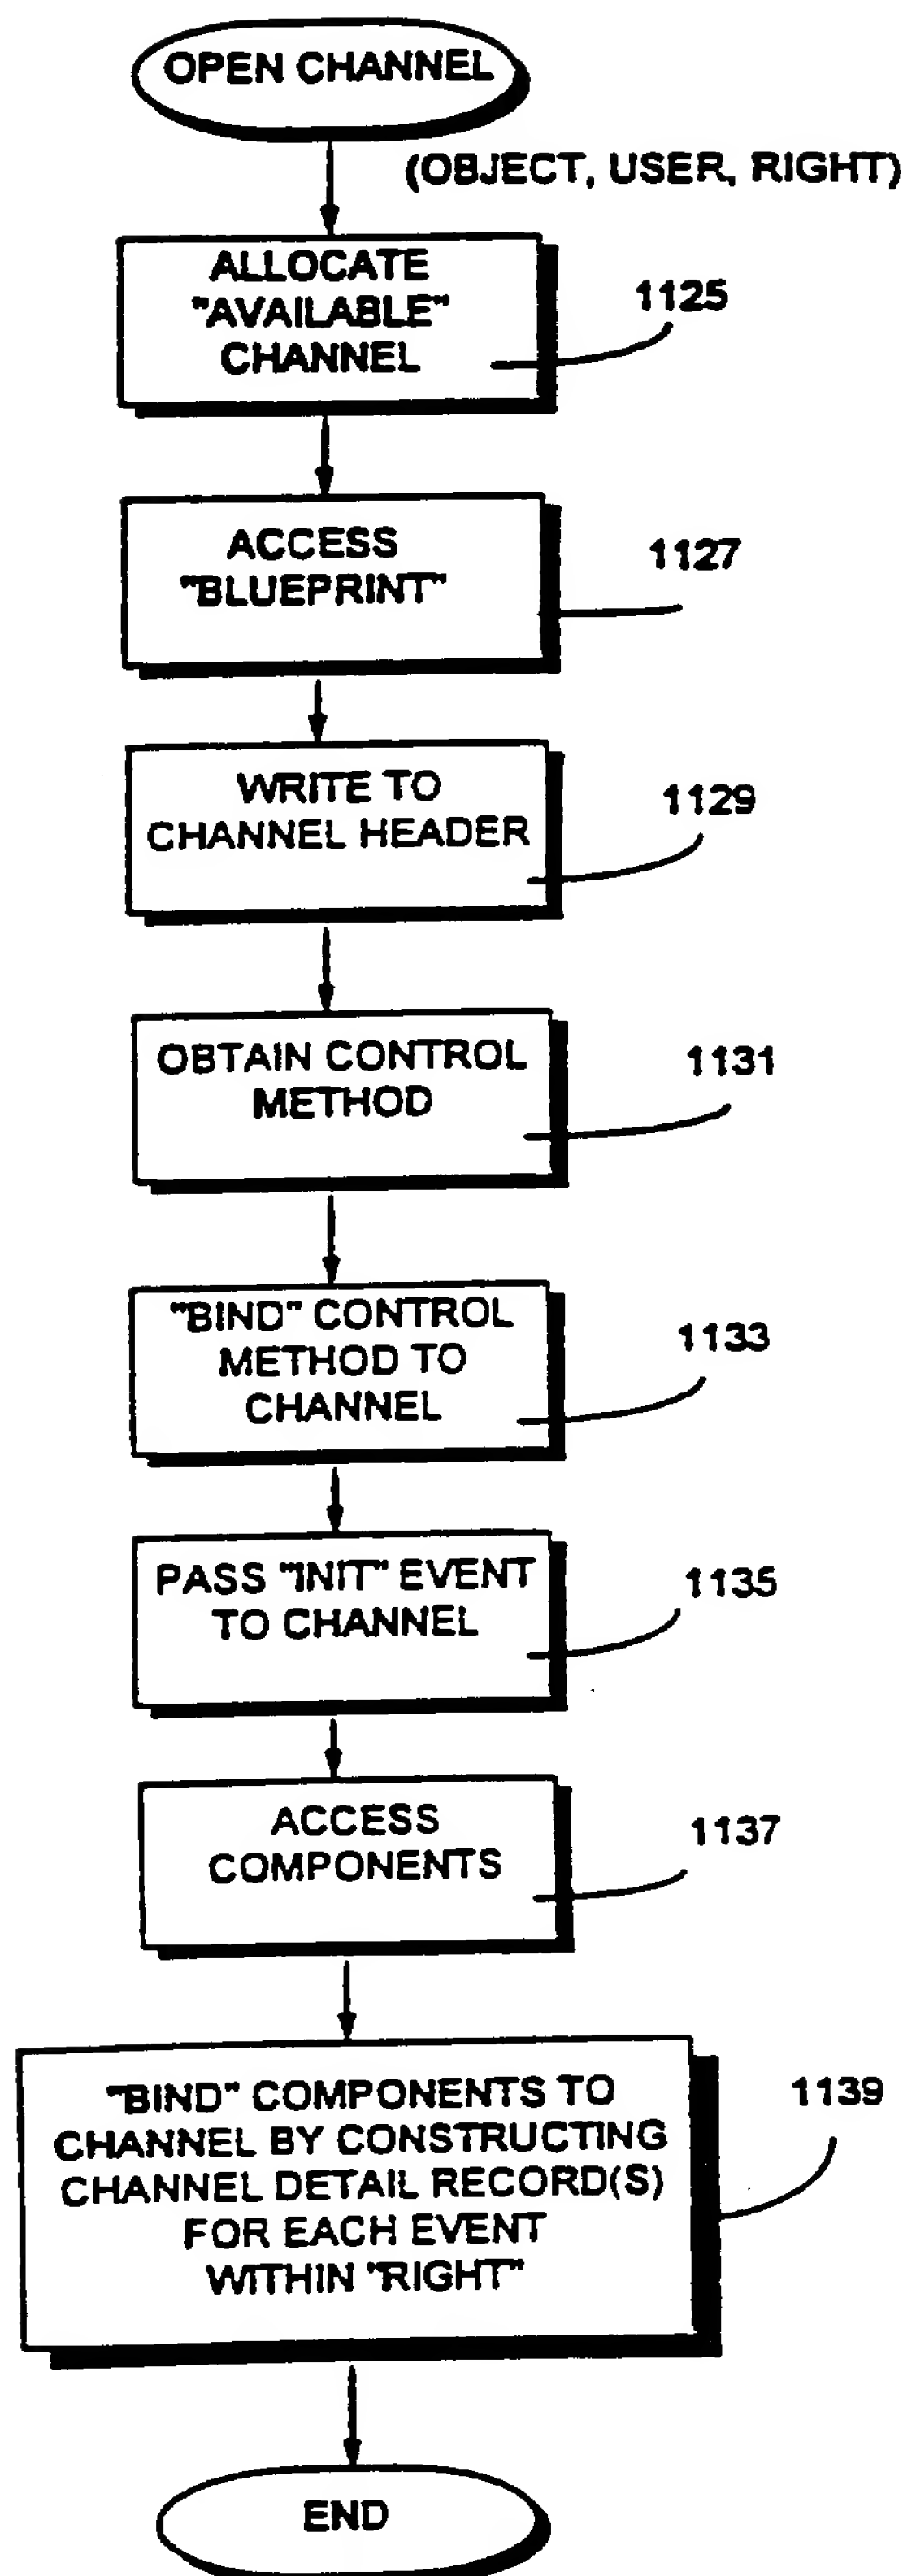 OPEN CHANNEL
(OBJECT, USER, RIGHT)
ALLOCATE
"AVAILABLE"
CHANNEL
1125
ACCESS
"BLUEPRINT"
1127
WRITE TO
CHANNEL HEADER
1129
OBTAIN CONTROL
METHOD
1131
"BIND" CONTROL
METHOD TO
CHANNEL
1133
PASS "INIT" EVENT
TO CHANNEL
1135
ACCESS
COMPONENTS
1137
"BIND" COMPONENTS TO
CHANNEL BY CONSTRUCTING
CHANNEL DETAIL RECORD(S)
FOR EACH EVENT
WITHIN "RIGHT"
1139
END